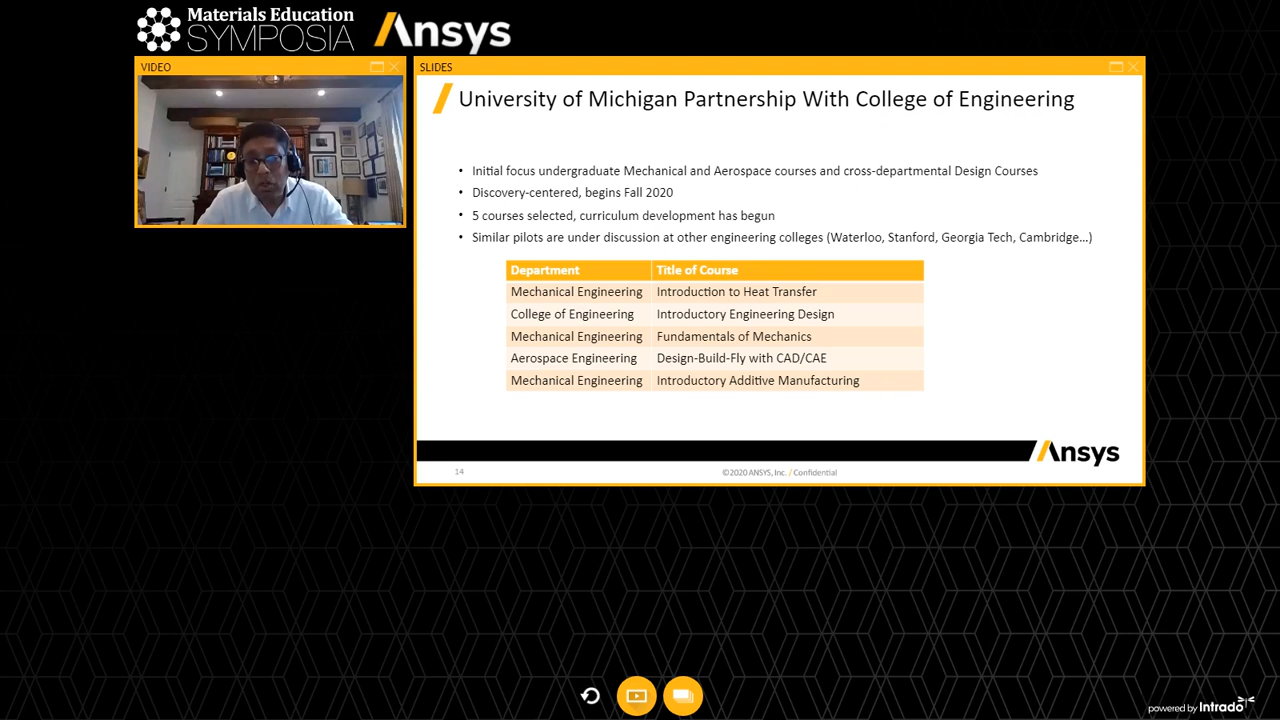 Materials Education
SYMPOSIA
Ansys
VIDEO
SLIDES
University of Michigan Partnership With College of Engineering
• Initial focus undergraduate Mechanical and Aerospace courses and cross-departmental Design Courses
• Discovery-centered, begins Fall 2020
• 5 courses selected, curriculum development has begun
• Similar pilots are under discussion at other engineering colleges (Waterloo, Stanford, Georgia Tech, Cambridge…)
Department Title of Course
Mechanical Engineering Introduction to Heat Transfer
College of Engineering Introductory Engineering Design
Mechanical Engineering Fundamentals of Mechanics
Aerospace Engineering Design-Build-Fly with CAD/CAE
Mechanical Engineering Introductory Additive Manufacturing
Ansys
14 ©2020 ANSYS, Inc. / Confidential
powered by Intrado